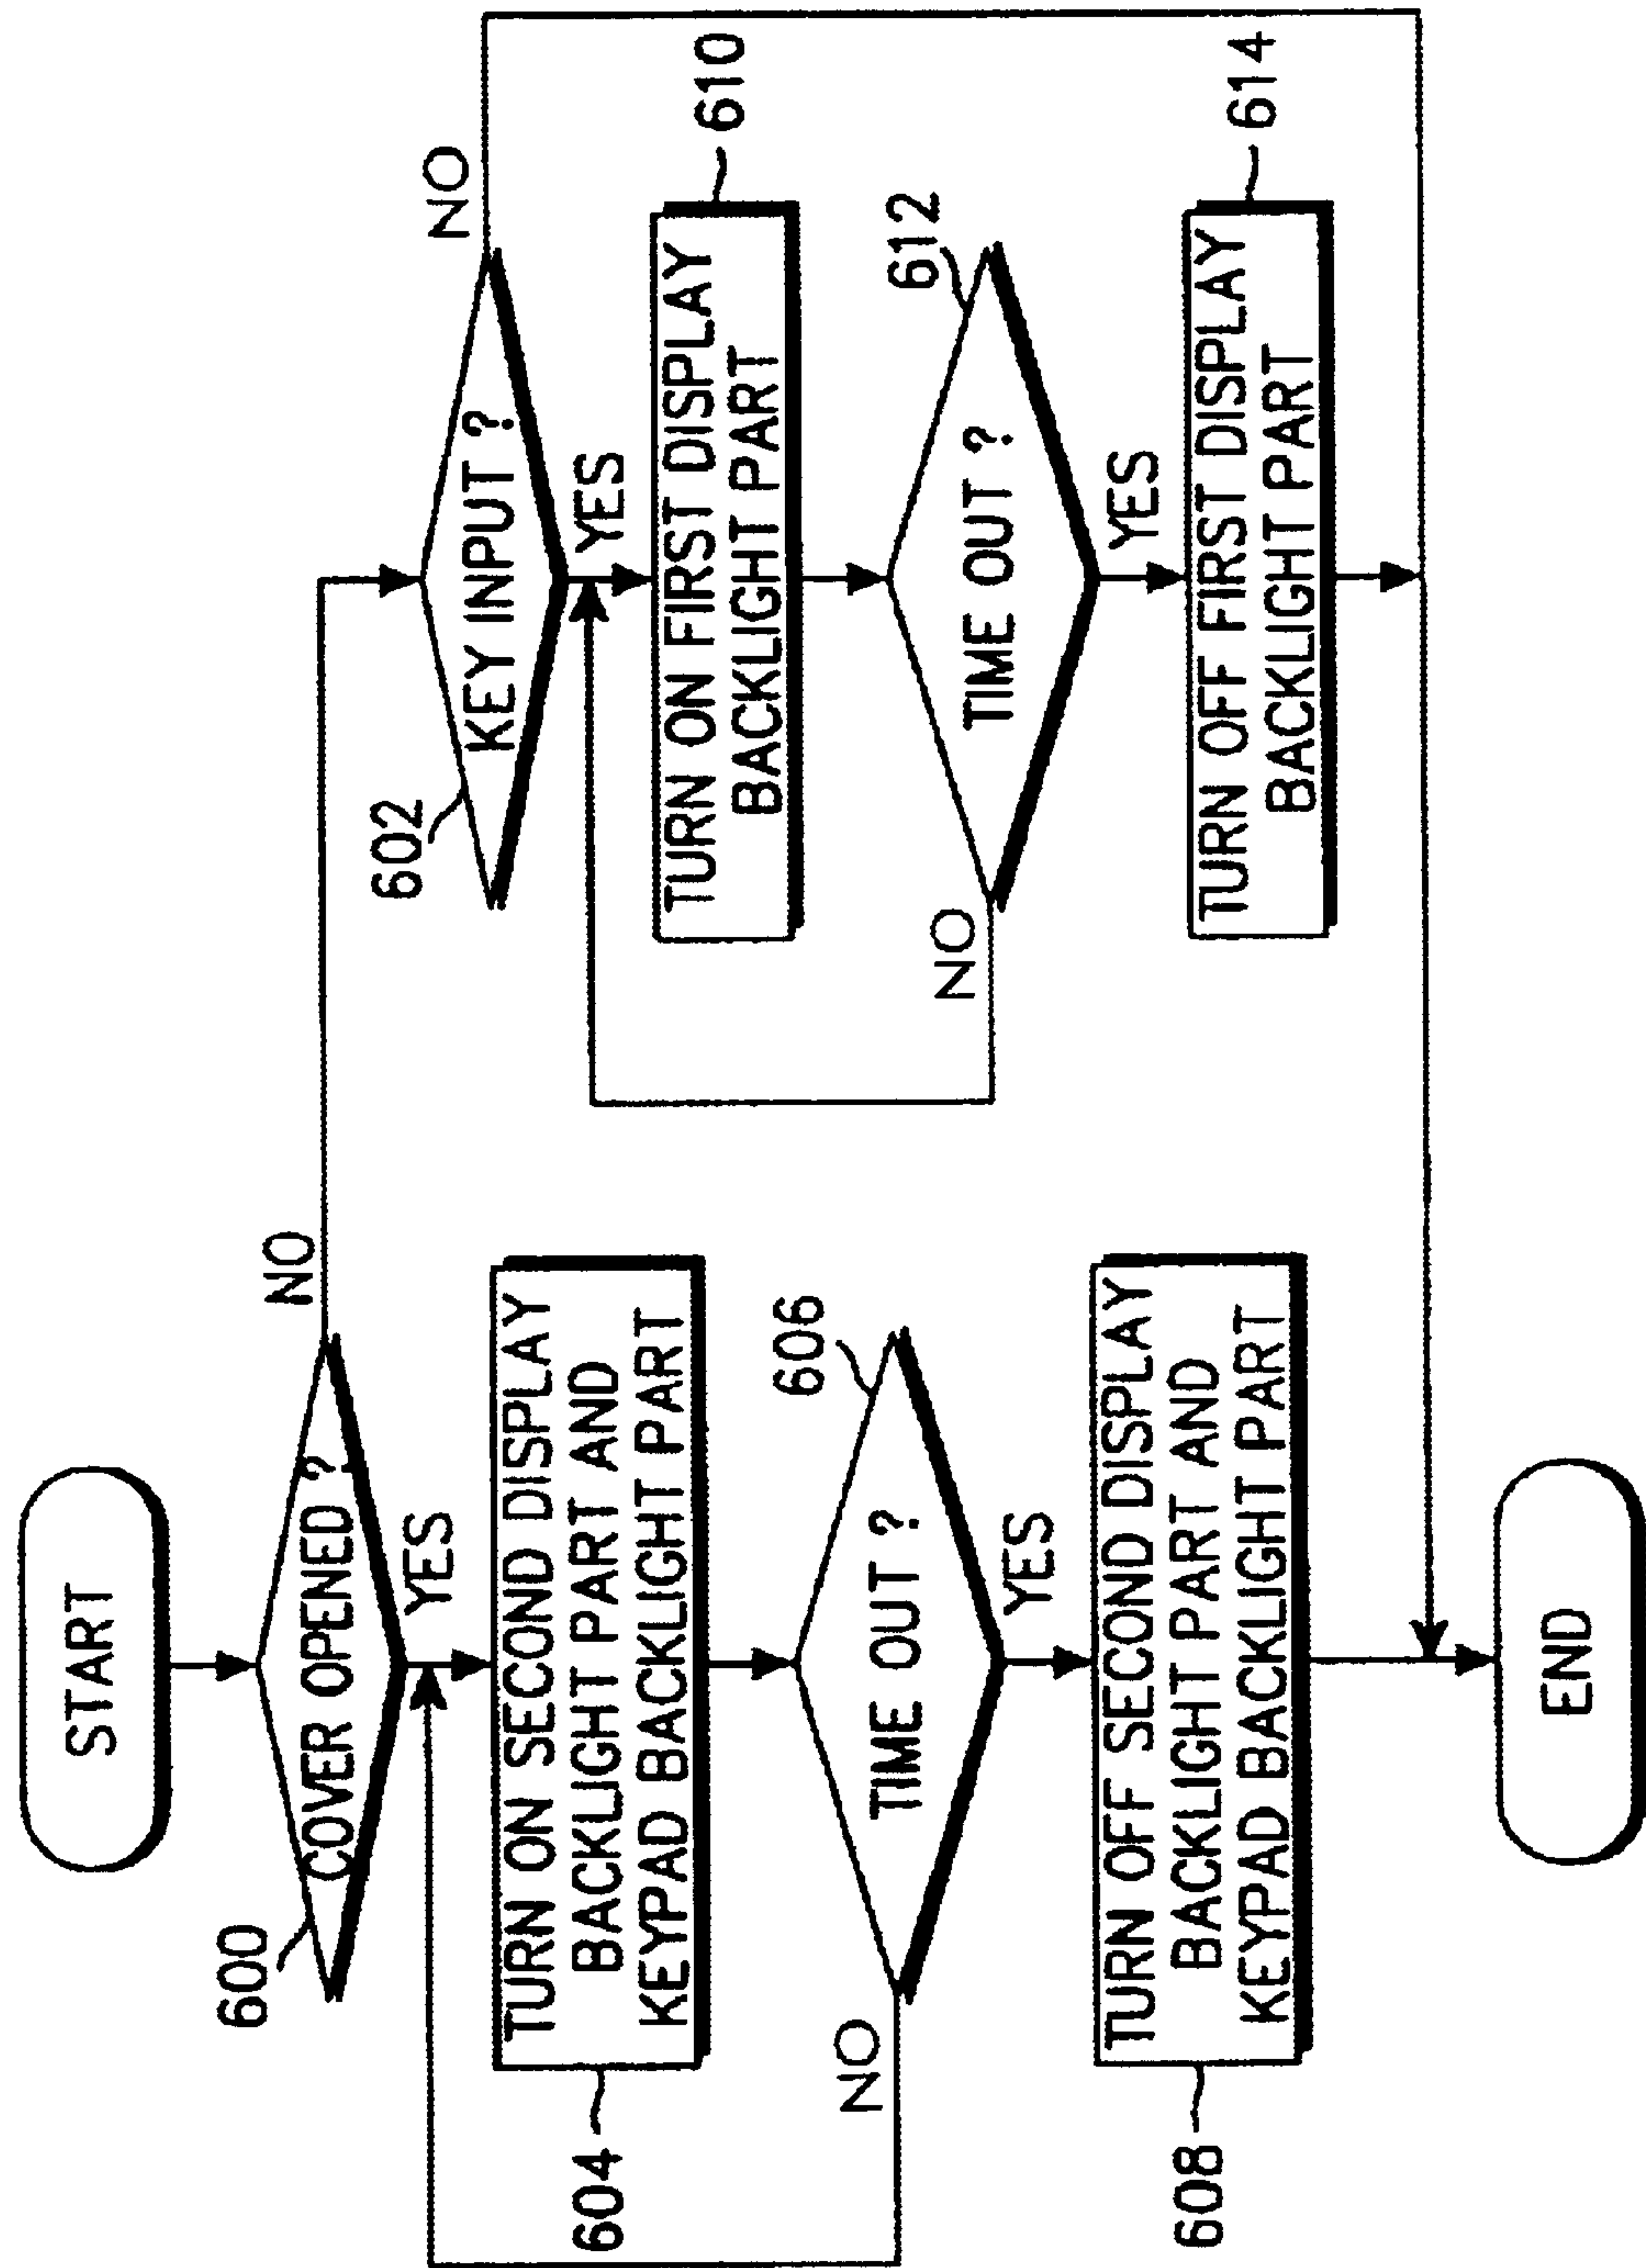 START
600
COVER OPENED ?
NO
YES
604
TURN ON SECOND DISPLAY
BACKLIGHT PART AND
KEYPAD BACKLIGHT PART
606
TIME OUT ?
NO
YES
608
TURN OFF SECOND DISPLAY
BACKLIGHT PART AND
KEYPAD BACKLIGHT PART
END
602
KEY INPUT ?
NO
YES
TURN ON FIRST DISPLAY
BACKLIGHT PART
610
612
TIME OUT ?
NO
YES
TURN OFF FIRST DISPLAY
BACKLIGHT PART
614